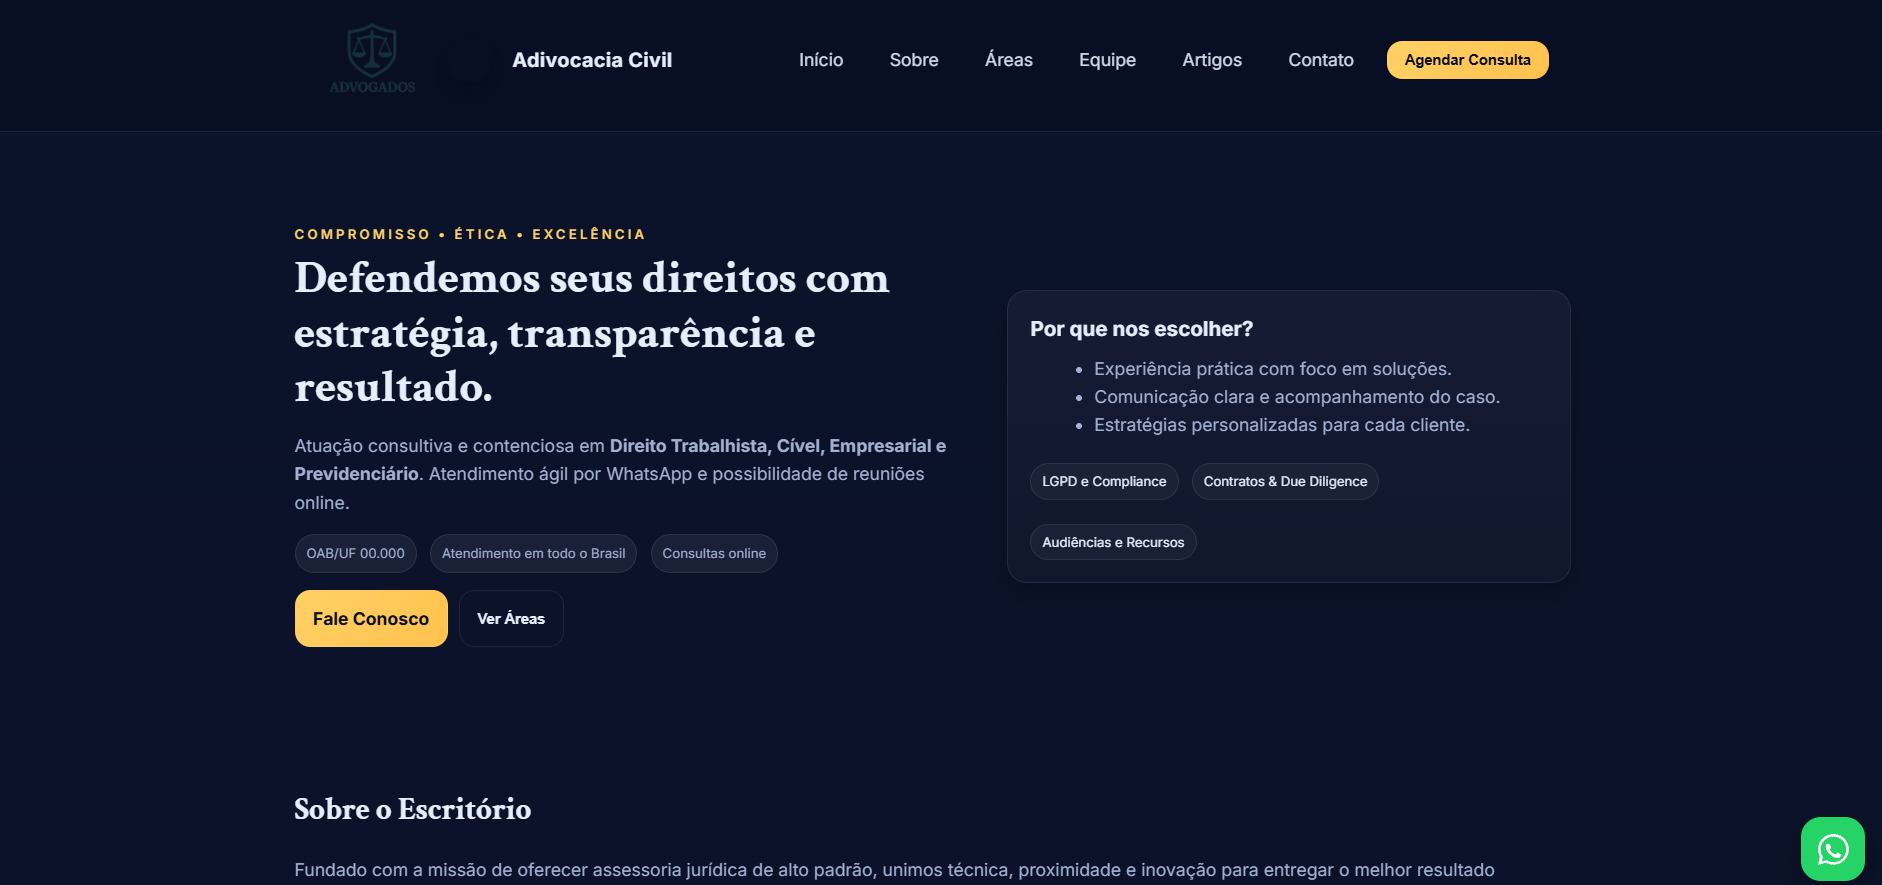 ADVOGADOS
Adivocacia Civil
Início
Sobre
Áreas
Equipe
Artigos
Contato
Agendar Consulta
COMPROMISSO • ÉTICA • EXCELÊNCIA
Defendemos seus direitos com
estratégia, transparência e
resultado.
Atuação consultiva e contenciosa em Direito Trabalhista, Cível, Empresarial e
Previdenciário. Atendimento ágil por WhatsApp e possibilidade de reuniões
online.
OAB/UF 00.000
Atendimento em todo o Brasil
Consultas online
Fale Conosco
Ver Áreas
Por que nos escolher?
• Experiência prática com foco em soluções.
• Comunicação clara e acompanhamento do caso.
• Estratégias personalizadas para cada cliente.
LGPD e Compliance
Contratos & Due Diligence
Audiências e Recursos
Sobre o Escritório
Fundado com a missão de oferecer assessoria jurídica de alto padrão, unimos técnica, proximidade e inovação para entregar o melhor resultado